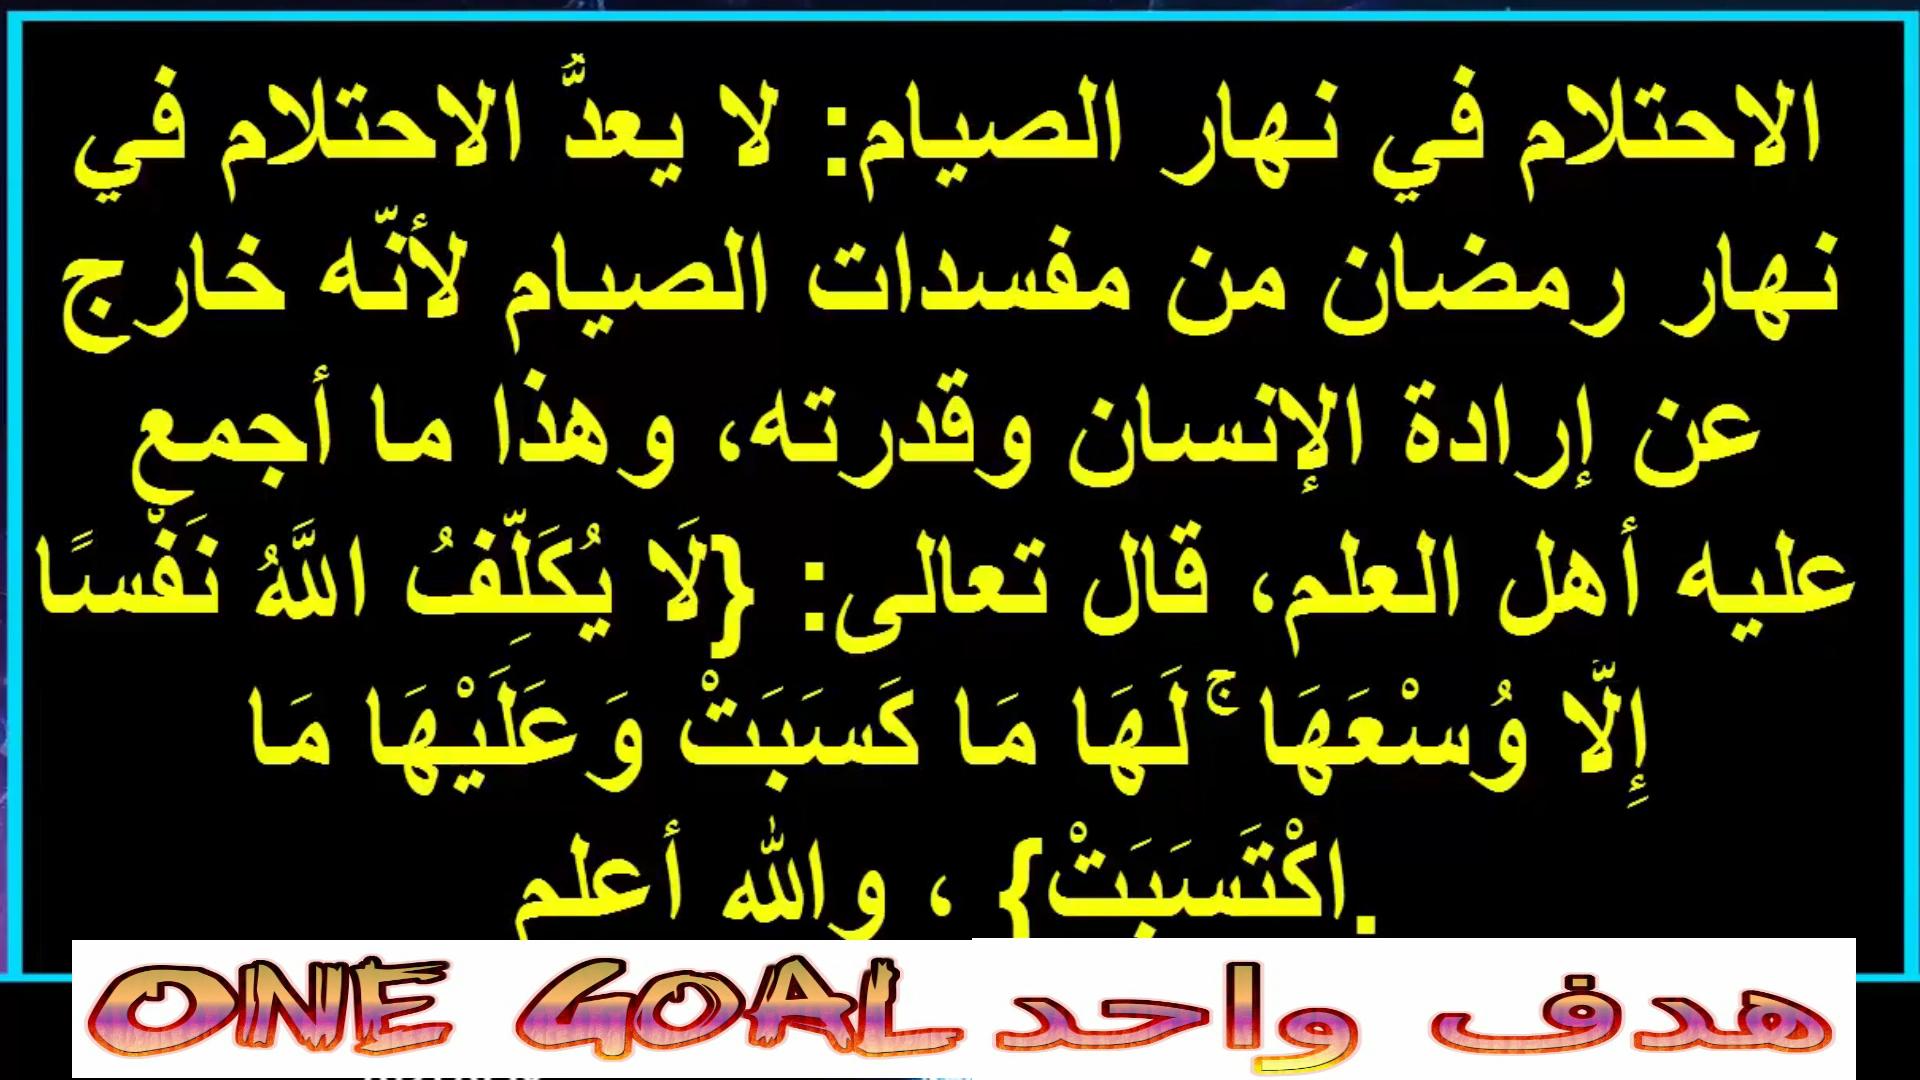 الاحتلام في نهار الصيام: لا يعدُّ الاحتلام في
نهار رمضان من مفسدات الصيام لأنّه خارج
عن إرادة الإنسان وقدرته، وهذا ما أجمع
عليه أهل العلم، قال تعالى: {لَا يُكَلِّفُ اللَّهُ نَفْسًا
إِلَّا وُسْعَهَا ۚ لَهَا مَا كَسَبَتْ وَعَلَيْهَا مَا
اكْتَسَبَتْ} ، والله أعلم.
ONE GOAL هدف واحد